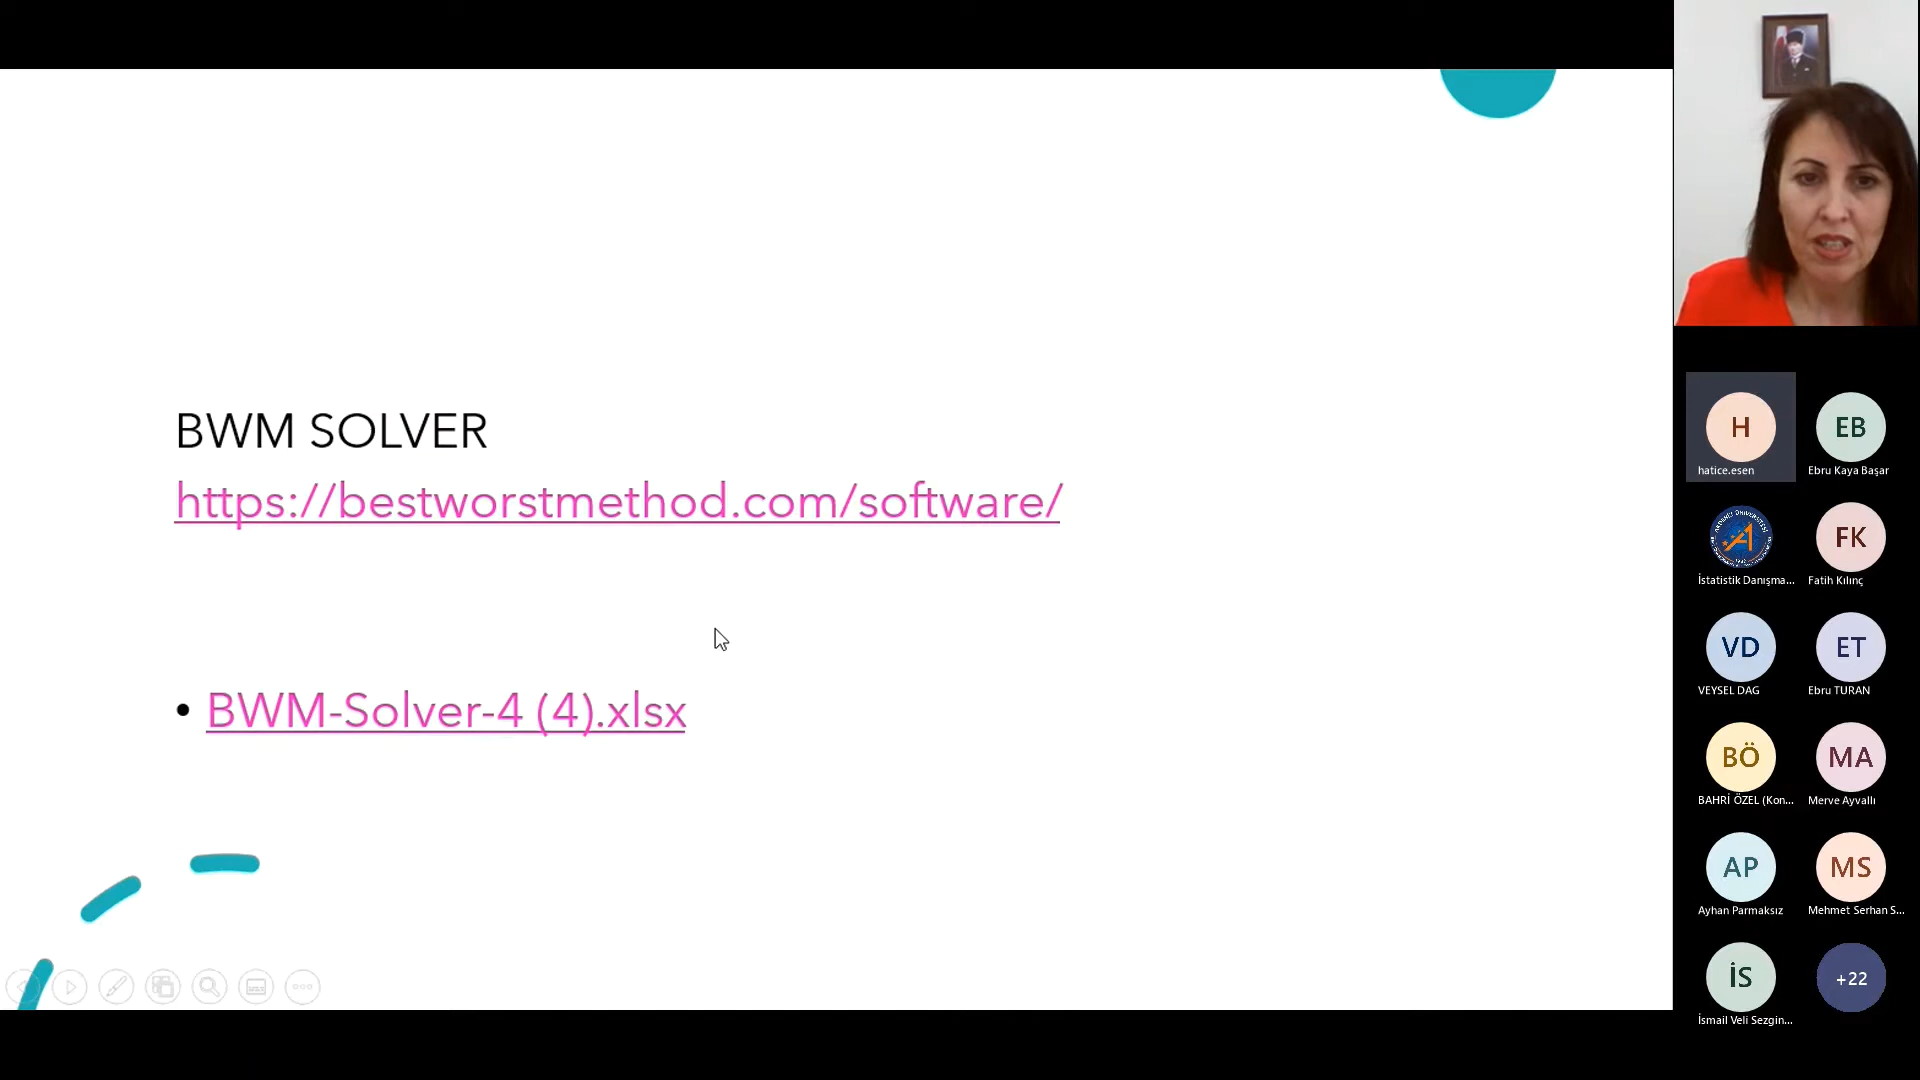 BWM SOLVER
https://bestworstmethod.com/software/
• BWM-Solver-4 (4).xlsx
H
hatice.esen
EB
Ebru Kaya Başar
İstatistik Danışma...
FK
Fatih Kılınç
VD
VEYSEL DAG
ET
Ebru TURAN
BÖ
BAHRİ ÖZEL (Kon...
MA
Merve Ayvallı
AP
Ayhan Parmaksız
MS
Mehmet Serhan S...
İS
İsmail Veli Sezgin...
+22